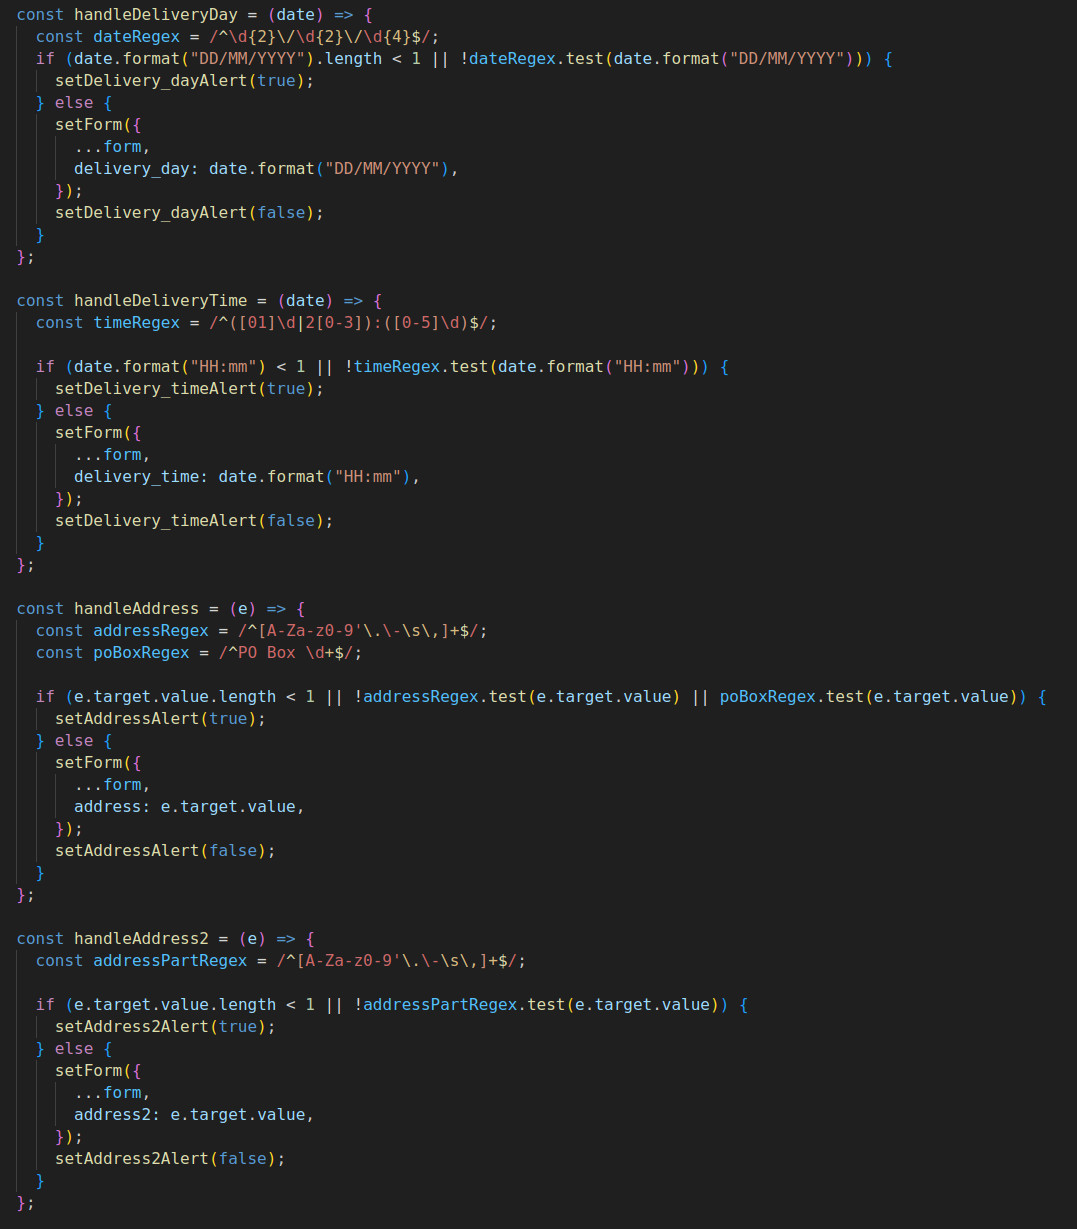 const handleDeliveryDay = (date) => {
  const dateRegex = /^\d{2}\/\d{2}\/\d{4}$/;
  if (date.format("DD/MM/YYYY").length < 1 || !dateRegex.test(date.format("DD/MM/YYYY"))) {
    setDelivery_dayAlert(true);
  } else {
    setForm({
      ...form,
      delivery_day: date.format("DD/MM/YYYY"),
    });
    setDelivery_dayAlert(false);
  }
};

const handleDeliveryTime = (date) => {
  const timeRegex = /^([01]\d|2[0-3]):([0-5]\d)$/;

  if (date.format("HH:mm") < 1 || !timeRegex.test(date.format("HH:mm"))) {
    setDelivery_timeAlert(true);
  } else {
    setForm({
      ...form,
      delivery_time: date.format("HH:mm"),
    });
    setDelivery_timeAlert(false);
  }
};

const handleAddress = (e) => {
  const addressRegex = /^[A-Za-z0-9'\.\-\s\,]+$/;
  const poBoxRegex = /^PO Box \d+$/;

  if (e.target.value.length < 1 || !addressRegex.test(e.target.value) || poBoxRegex.test(e.target.value)) {
    setAddressAlert(true);
  } else {
    setForm({
      ...form,
      address: e.target.value,
    });
    setAddressAlert(false);
  }
};

const handleAddress2 = (e) => {
  const addressPartRegex = /^[A-Za-z0-9'\.\-\s\,]+$/;

  if (e.target.value.length < 1 || !addressPartRegex.test(e.target.value)) {
    setAddress2Alert(true);
  } else {
    setForm({
      ...form,
      address2: e.target.value,
    });
    setAddress2Alert(false);
  }
};